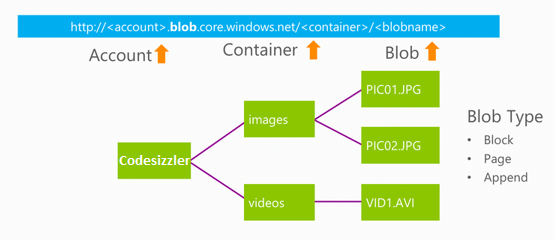 http://<account>.blob.core.windows.net/<container>/<blobname>
Account
Container
Blob
PIC01.JPG
images
Blob Type
• Block
PIC02.JPG
• Page
Codesizzler
• Append
videos
VID1.AVI